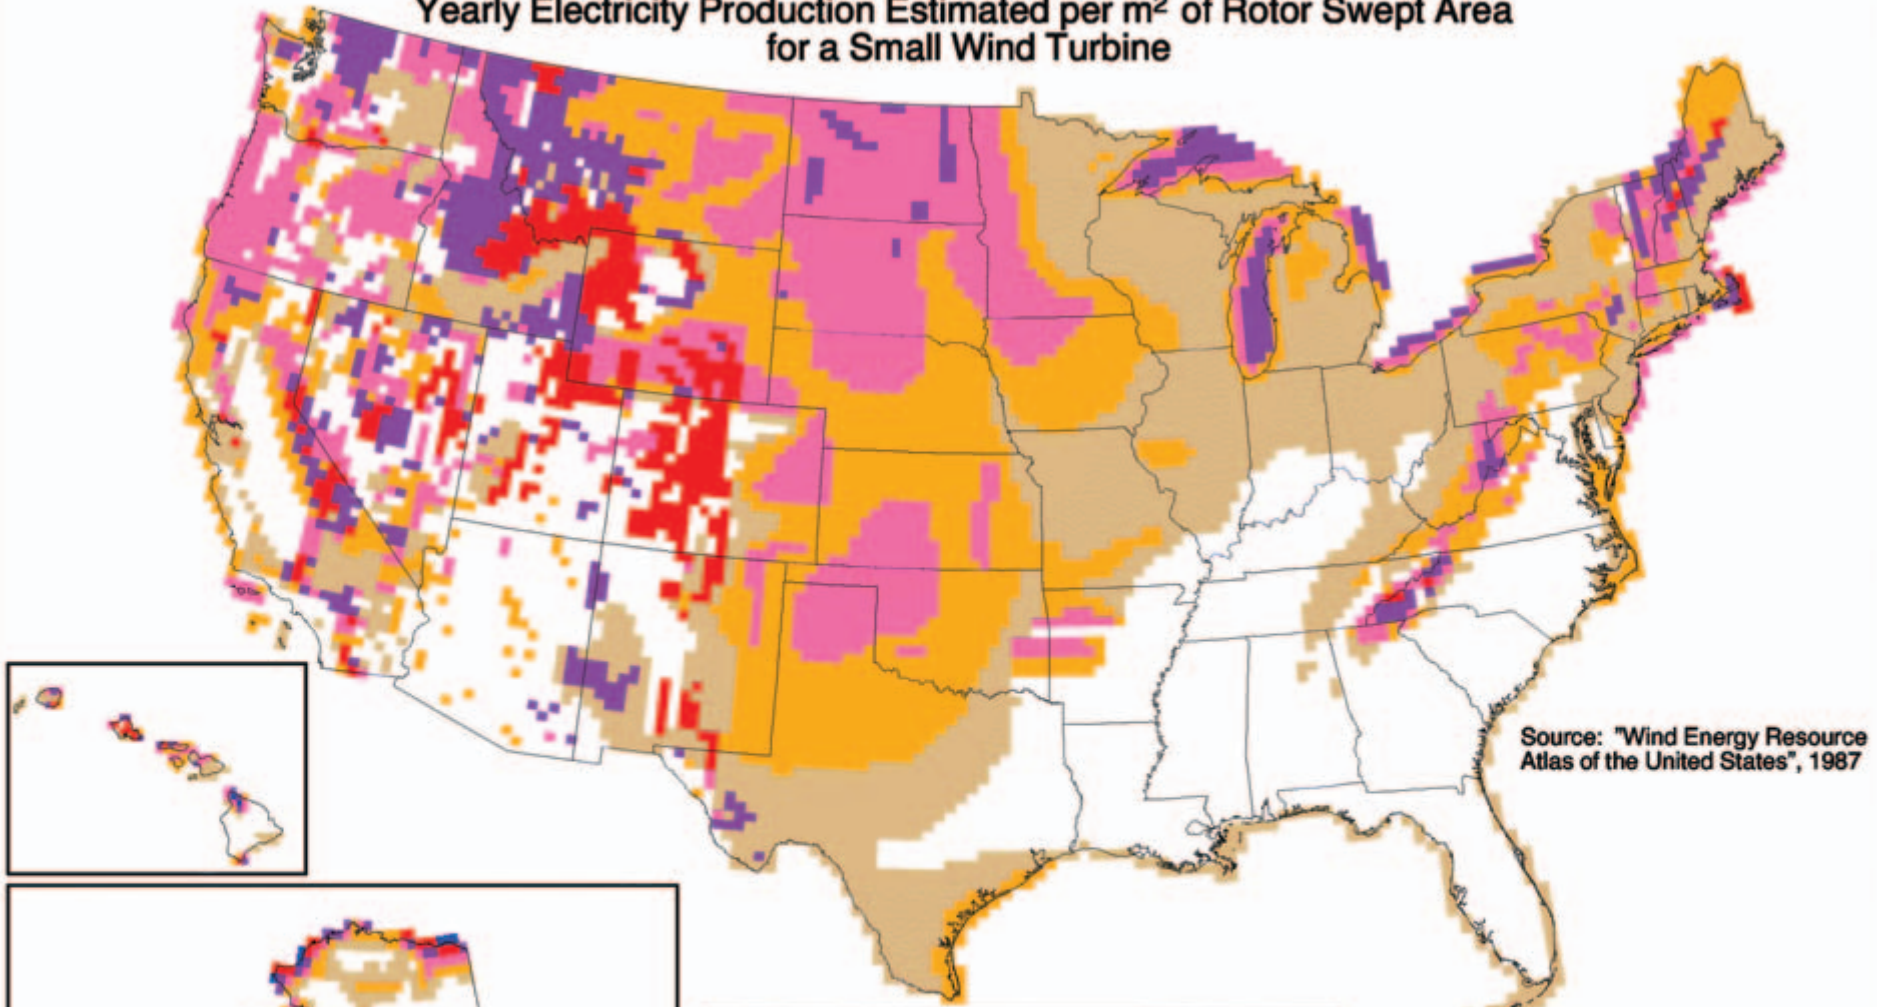 Yearly Electricity Production Estimated per m² of Rotor Swept Area
for a Small Wind Turbine
Source: "Wind Energy Resource
Atlas of the United States", 1987